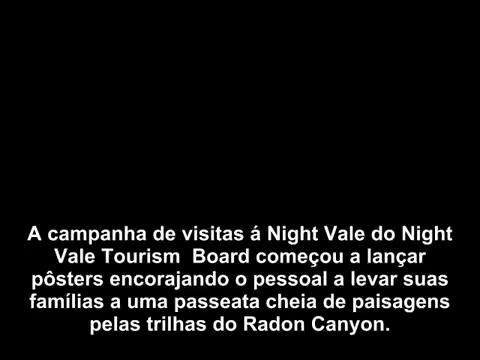 A campanha de visitas á Night Vale do Night
Vale Tourism  Board começou a lançar
pôsters encorajando o pessoal a levar suas
famílias a uma passeata cheia de paisagens
pelas trilhas do Radon Canyon.